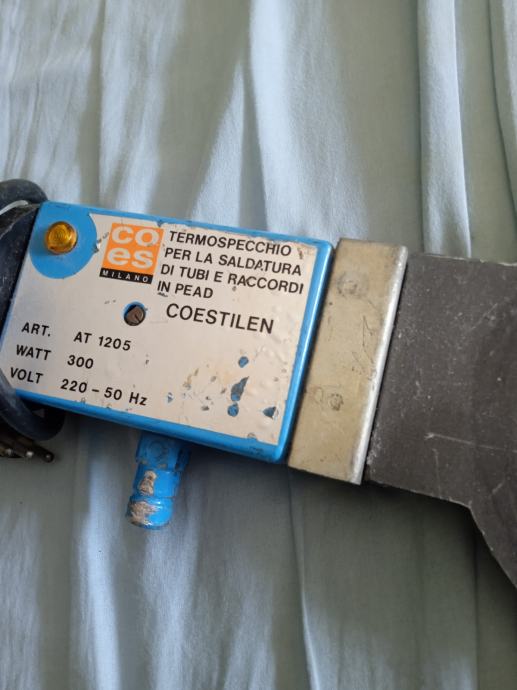 co
es
MILANO
TERMOSPECCHIO
PER LA SALDATURA
DI TUBI E RACCORDI
IN PEAD
COESTILEN
ART. AT 1205
WATT 300
VOLT 220-50 Hz